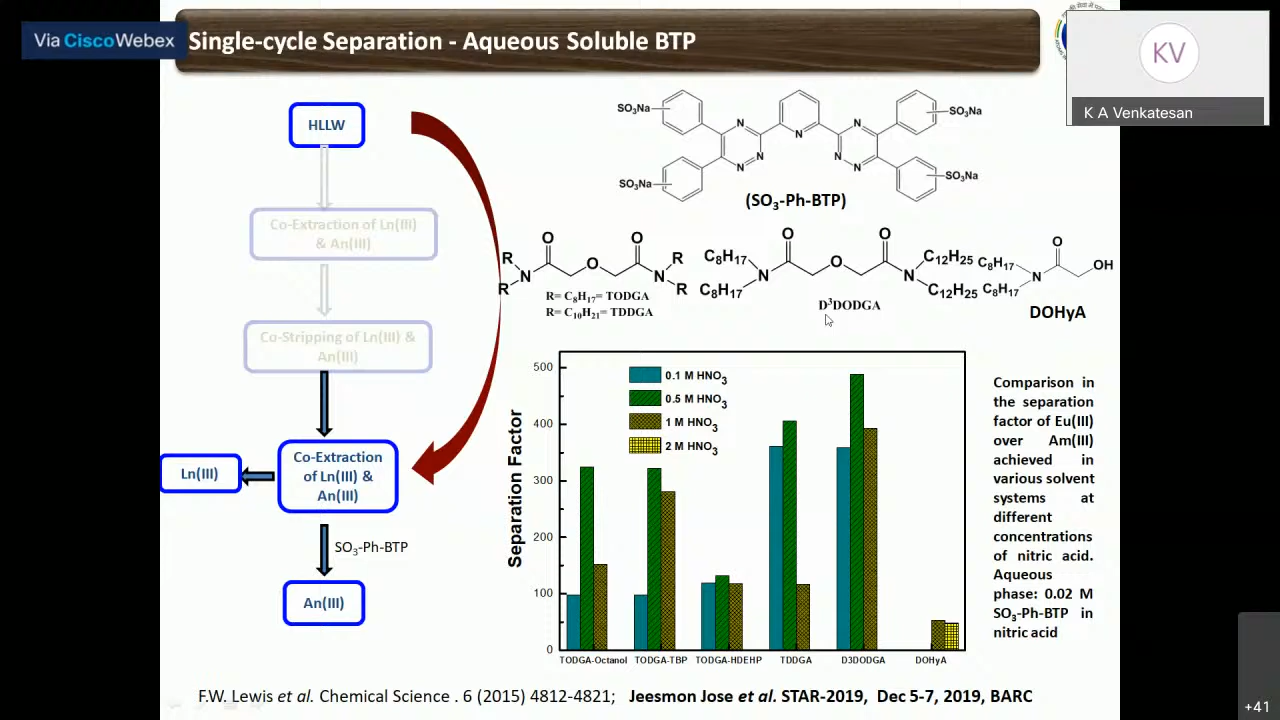 Via CiscoWebex
Single-cycle Separation - Aqueous Soluble BTP
KV
K A Venkatesan
HLLW
Co-Extraction of Ln(III)
& An(III)
Co-Stripping of Ln(III) &
An(III)
Co-Extraction
of Ln(III) &
An(III)
Ln(III)
SO3-Ph-BTP
An(III)
SO3Na
SO3Na
SO3Na
SO3Na
N
N
N
N
N
N
N
(SO3-Ph-BTP)
O
O
R
R
O
N
N
R
R
R= C8H17= TODGA
R= C10H21= TDDGA
O
O
C8H17
C12H25
N
O
N
C8H17
C12H25
D3DODGA
O
C8H17
OH
N
C8H17
DOHyA
Separation Factor
500
400
300
200
100
0
0.1 M HNO3
0.5 M HNO3
1 M HNO3
2 M HNO3
TODGA-Octanol
TODGA-TBP
TODGA-HDEHP
TDDGA
D3DODGA
DOHyA
Comparison in
the separation
factor of Eu(III)
over Am(III)
achieved in
various solvent
systems at
different
concentrations
of nitric acid.
Aqueous
phase: 0.02 M
SO3-Ph-BTP in
nitric acid
F.W. Lewis et al. Chemical Science . 6 (2015) 4812-4821; Jeesmon Jose et al. STAR-2019, Dec 5-7, 2019, BARC
+41